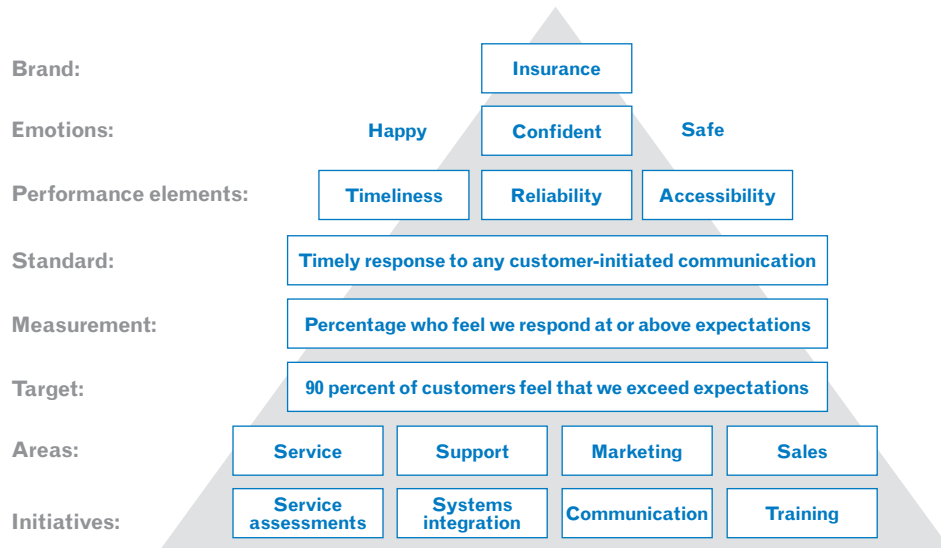 Brand:
Insurance
Emotions:
Happy
Confident
Safe
Performance elements:
Timeliness
Reliability
Accessibility
Standard:
Timely response to any customer-initiated communication
Measurement:
Percentage who feel we respond at or above expectations
Target:
90 percent of customers feel that we exceed expectations
Areas:
Service
Support
Marketing
Sales
Initiatives:
Service
assessments
Systems
integration
Communication
Training